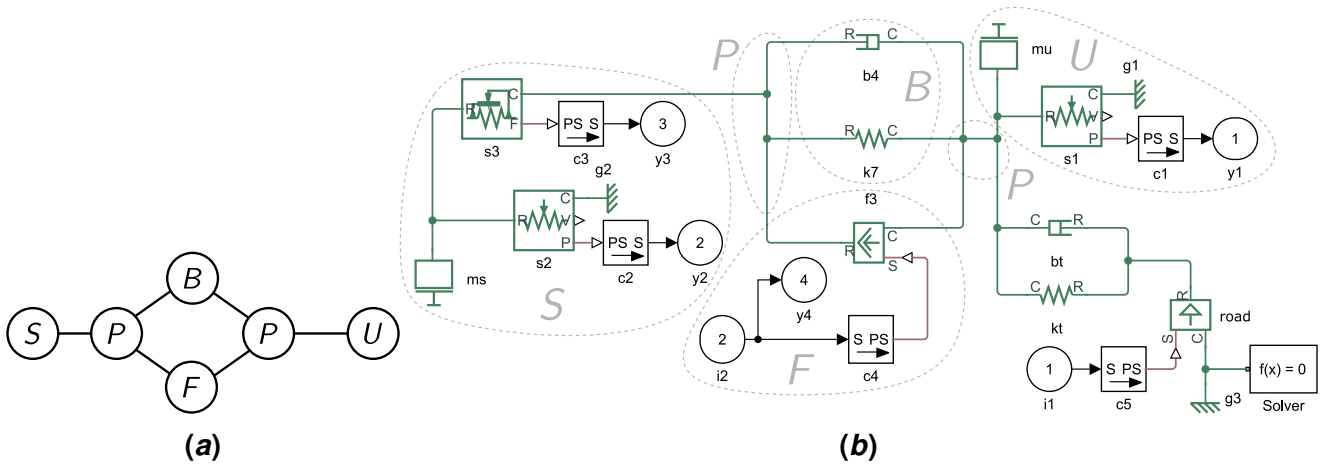 S
P
B
F
P
U
(a)
R
C
F
s3
PS S
c3
3
y3
g2
R
C
V
P
s2
PS S
c2
2
y2
ms
S
P
R
C
b4
B
R
C
k7
f3
R
C
S
4
y4
2
i2
S PS
c4
F
P
mu
U
g1
R
C
V
P
s1
PS S
c1
1
y1
C
R
bt
C
R
kt
R
S
C
road
1
i1
S PS
c5
g3
f(x) = 0
Solver
(b)